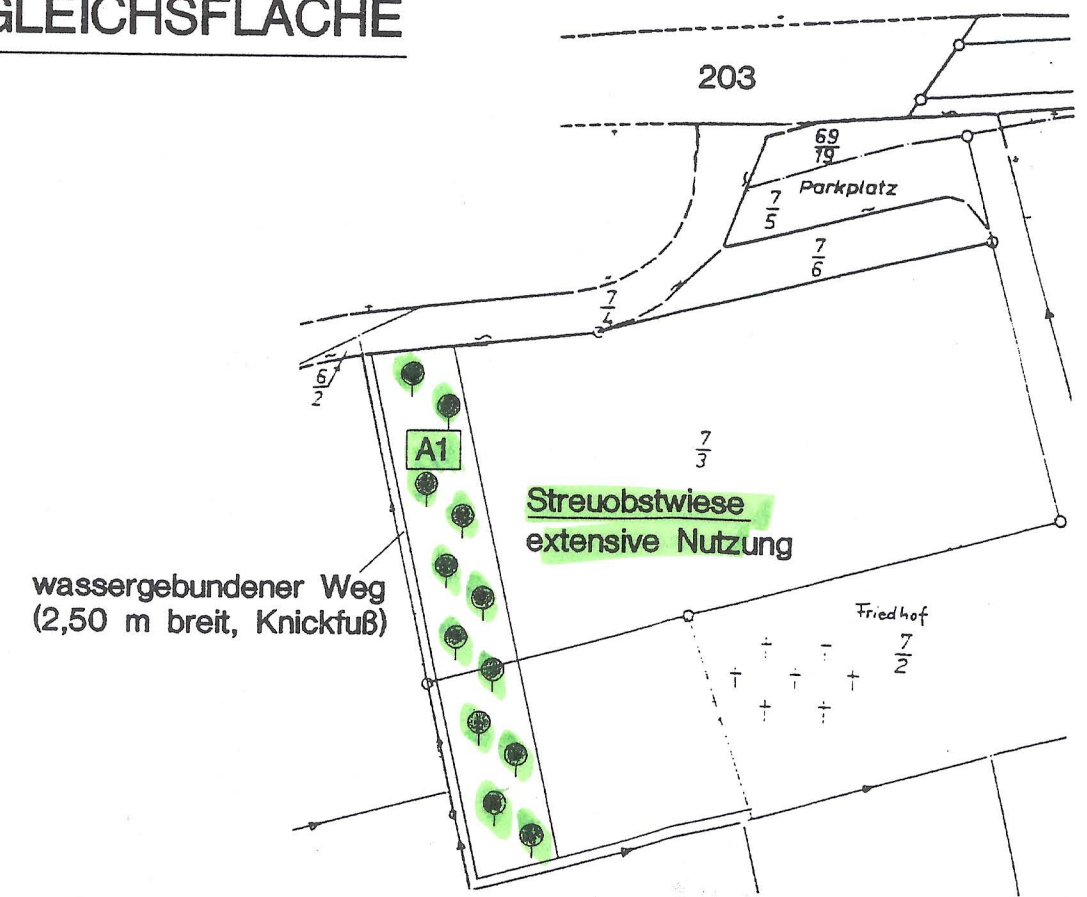 GLEICHSFLÄCHE
203
69
19
Parkplatz
7
5
7
6
7
4
6
2
A1
7
3
Streuobstwiese
extensive Nutzung
wassergebundener Weg
(2,50 m breit, Knickfuß)
Friedhof
7
2